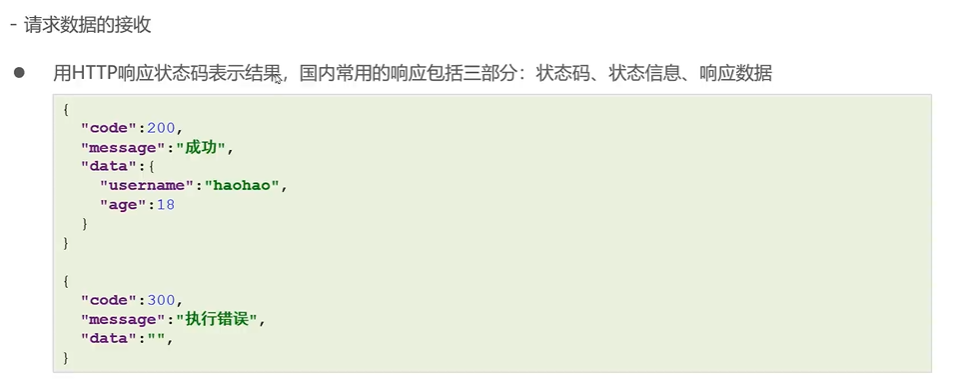 - 请求数据的接收
● 用HTTP响应状态码表示结果，国内常用的响应包括三部分：状态码、状态信息、响应数据
{
"code":200,
"message":"成功",
"data":{
"username":"haohao",
"age":18
}
}
{
"code":300,
"message":"执行错误",
"data":"",
}